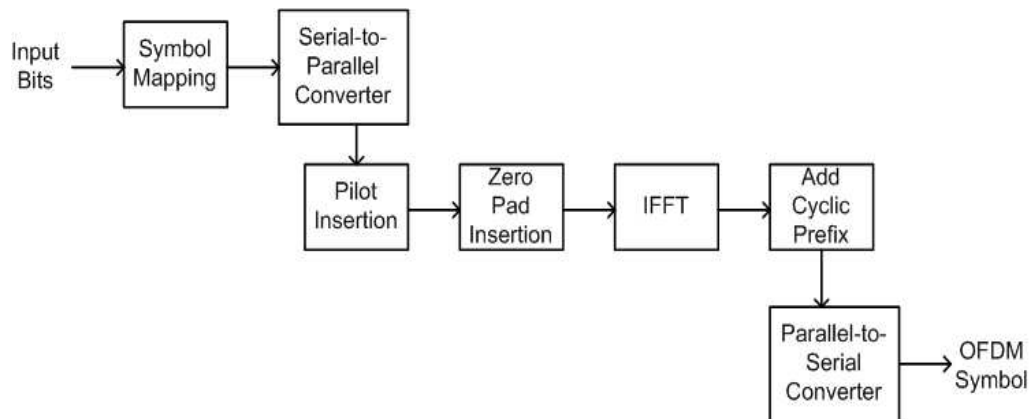 Input
Bits
Symbol
Mapping
Serial-to-
Parallel
Converter
Pilot
Insertion
Zero
Pad
Insertion
IFFT
Add
Cyclic
Prefix
Parallel-to-
Serial
Converter
OFDM
Symbol